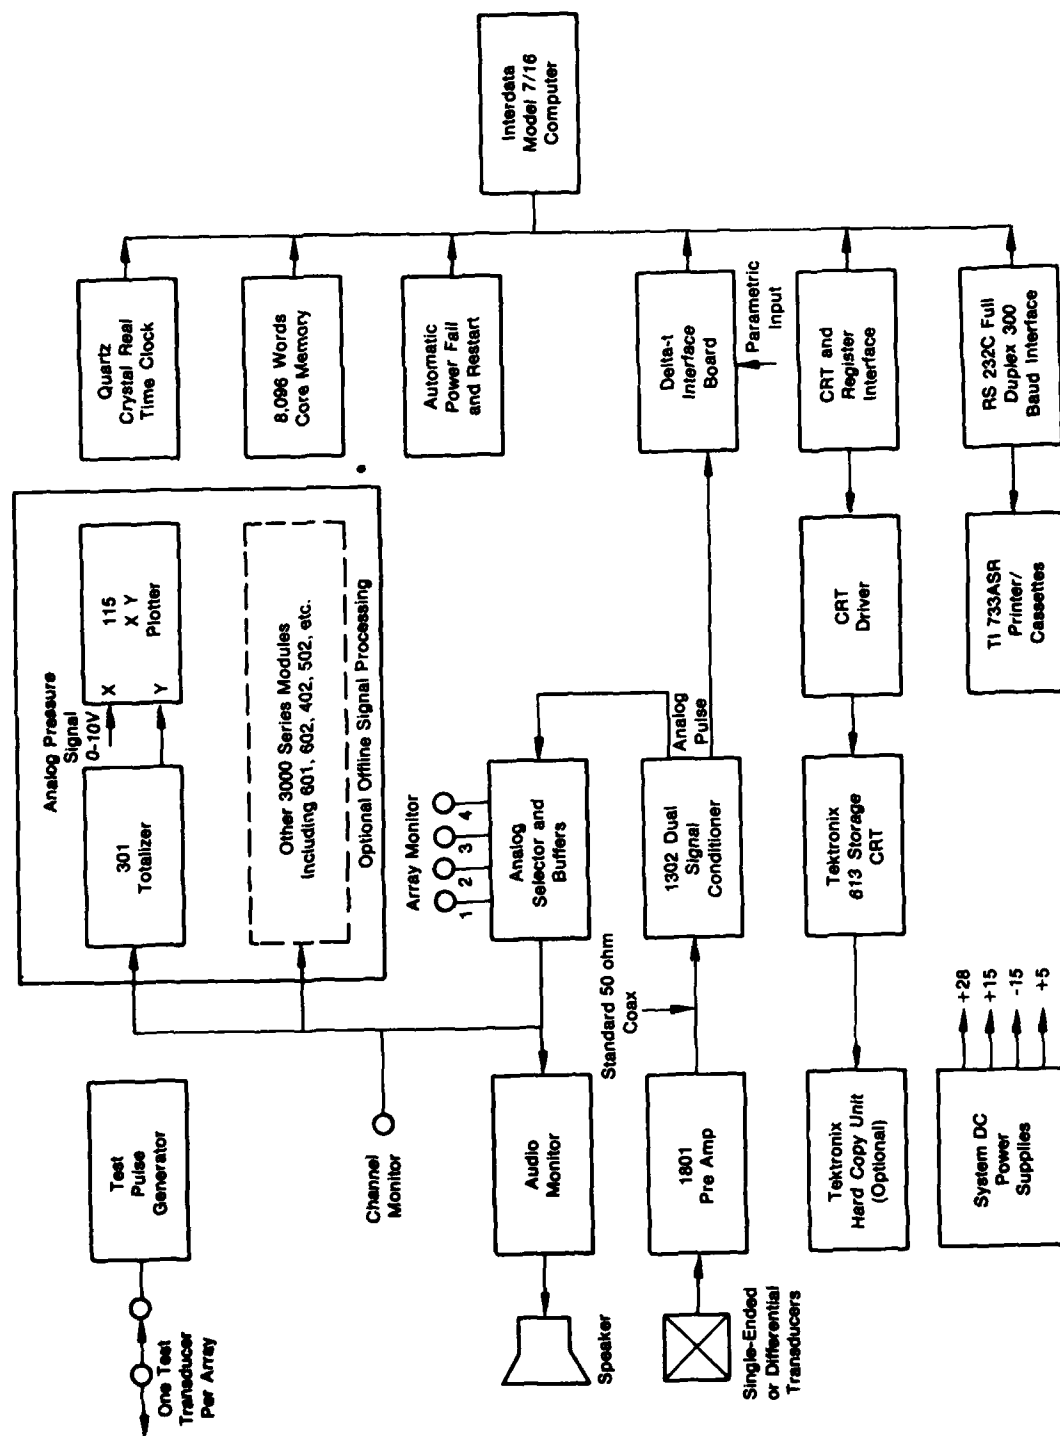 One Test
Transducer
Per Array
Test
Pulse
Generator
Channel
Monitor
Analog Pressure
Signal
0-10V
301
Totalizer
X
Y
115
X Y
Plotter
Other 3000 Series Modules
Including 601, 602, 402, 502, etc.
Optional Offline Signal Processing
Quartz
Crystal Real
Time Clock
8,096 Words
Core Memory
Automatic
Power Fail
and Restart
Interdata
Model 7/16
Computer
Speaker
Audio
Monitor
Array Monitor
1
2
3
4
Analog
Selector and
Buffers
Single-Ended
or Differential
Transducers
1801
Pre Amp
Standard 50 ohm
Coax
1302 Dual
Signal
Conditioner
Analog
Pulse
Delta-t
Interface
Board
Parametric
Input
Tektronix
Hard Copy Unit
(Optional)
Tektronix
613 Storage
CRT
CRT
Driver
CRT and
Register
Interface
System DC
Power
Supplies
+28
+15
-15
+5
TI 733ASR
Printer/
Cassettes
RS 232C Full
Duplex 300
Baud Interface